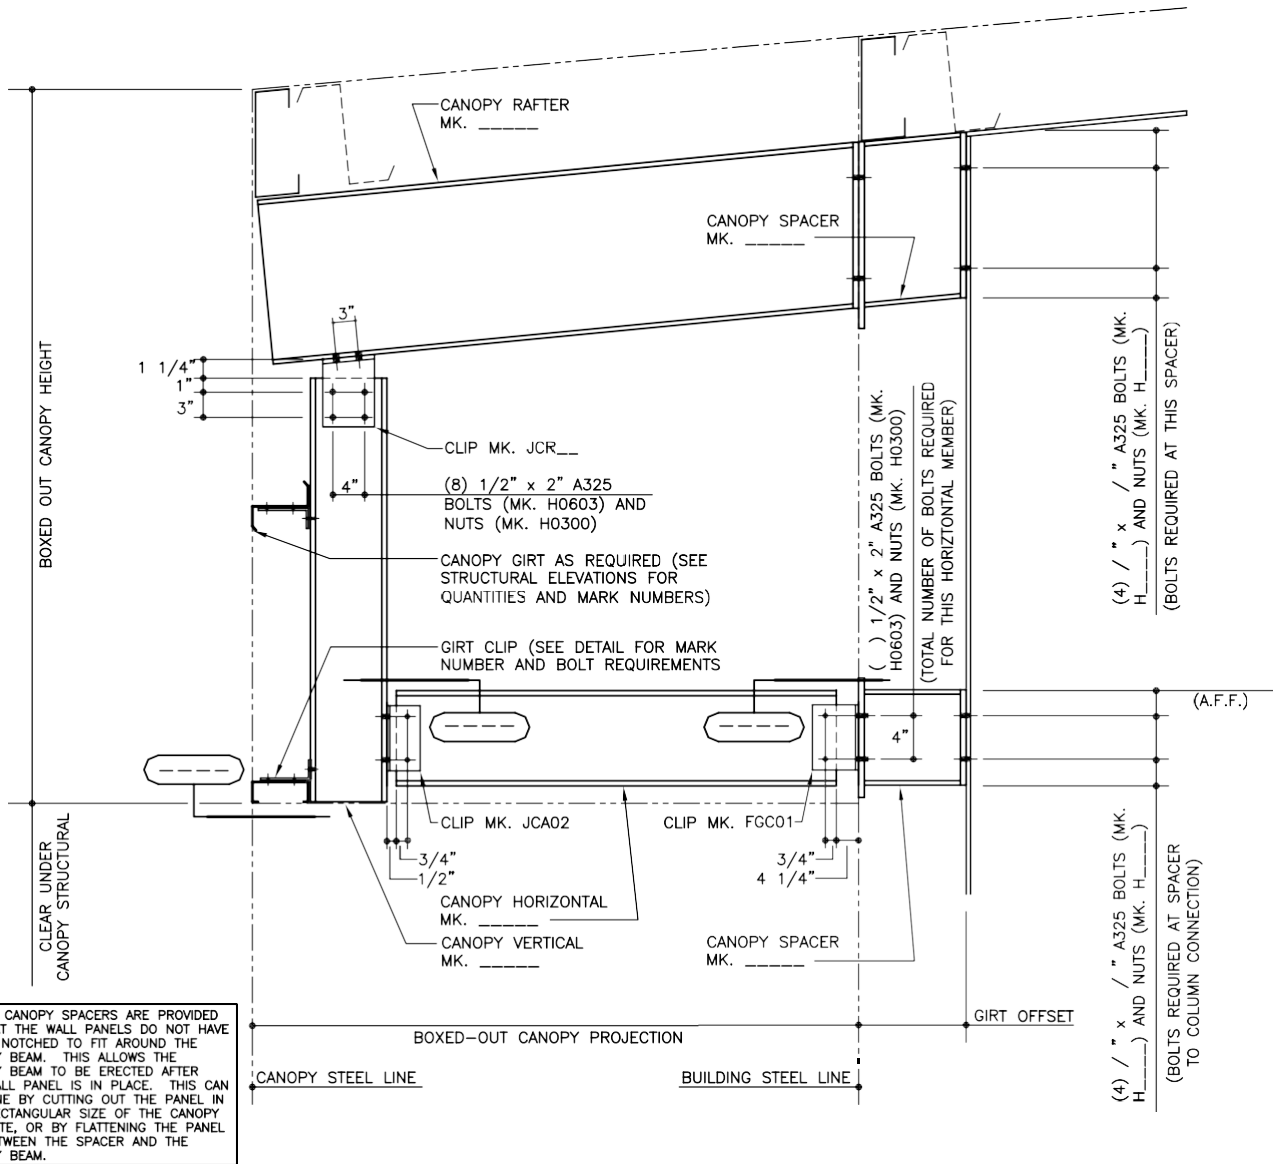 CANOPY RAFTER
MK. _____
CANOPY SPACER
MK. _____
3"
1 1/4"
1"
3"
BOXED OUT CANOPY HEIGHT
CLIP MK. JCR__
4"
(8) 1/2" x 2" A325
BOLTS (MK. H0603) AND
NUTS (MK. H0300)
CANOPY GIRT AS REQUIRED (SEE
STRUCTURAL ELEVATIONS FOR
QUANTITIES AND MARK NUMBERS)
GIRT CLIP (SEE DETAIL FOR MARK
NUMBER AND BOLT REQUIREMENTS
( ) 1/2" x 2" A325 BOLTS (MK.
H0603) AND NUTS (MK. H0300)
(TOTAL NUMBER OF BOLTS REQUIRED
FOR THIS HORIZTONTAL MEMBER)
(4) / " x / " A325 BOLTS (MK.
H____) AND NUTS (MK. H____)
(BOLTS REQUIRED AT THIS SPACER)
(A.F.F.)
4"
CLIP MK. JCA02
CLIP MK. FGC01
3/4"
1/2"
3/4"
4 1/4"
CLEAR UNDER
CANOPY STRUCTURAL
CANOPY HORIZONTAL
MK. _____
CANOPY VERTICAL
MK. _____
CANOPY SPACER
MK. _____
(4) / " x / " A325 BOLTS (MK.
H____) AND NUTS (MK. H____)
(BOLTS REQUIRED AT SPACER
TO COLUMN CONNECTION)
GIRT OFFSET
BOXED-OUT CANOPY PROJECTION
CANOPY STEEL LINE
BUILDING STEEL LINE
CANOPY SPACERS ARE PROVIDED
THE WALL PANELS DO NOT HAVE
NOTCHED TO FIT AROUND THE
BEAM. THIS ALLOWS THE
BEAM TO BE ERECTED AFTER
PANEL IS IN PLACE. THIS CAN
BY CUTTING OUT THE PANEL IN
SIZE OF THE CANOPY
OR BY FLATTENING THE PANEL
THE SPACER AND THE
BEAM.